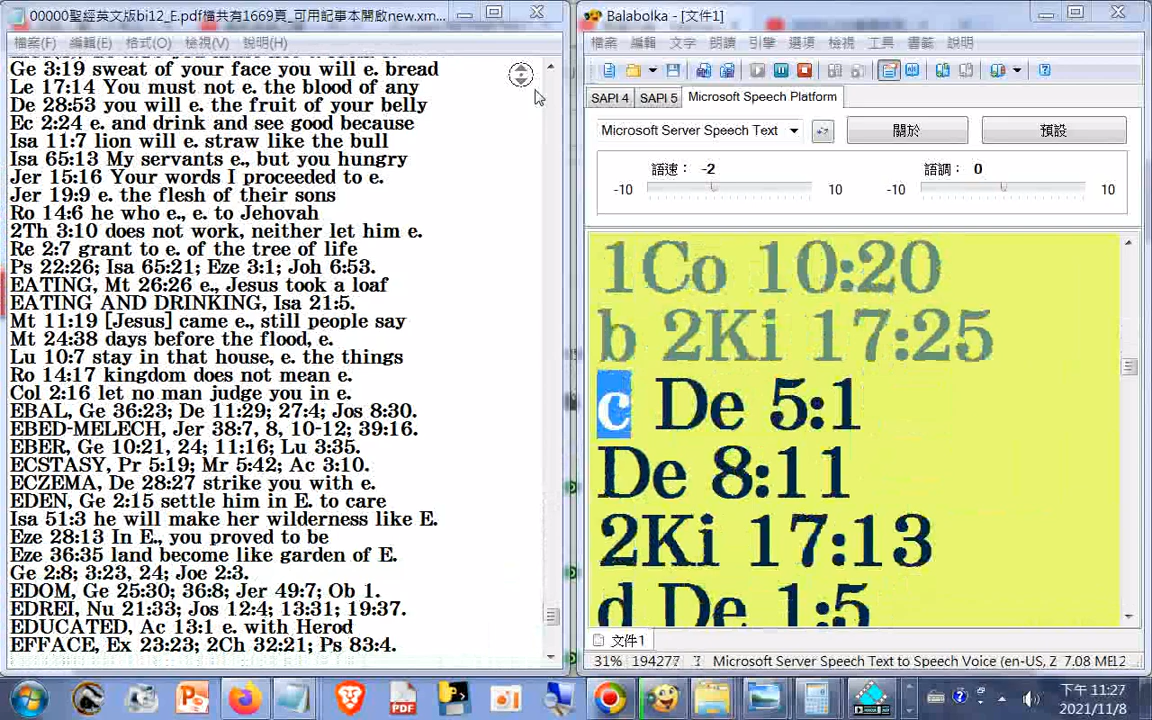 00000聖經英文版bi12_E.pdf檔共有1669頁_可用記事本開啟new.xm...
檔案(F) 編輯(E) 格式(O) 檢視(V) 說明(H)
Ge 3:19 sweat of your face you will e. bread
Le 17:14 You must not e. the blood of any
De 28:53 you will e. the fruit of your belly
Ec 2:24 e. and drink and see good because
Isa 11:7 lion will e. straw like the bull
Isa 65:13 My servants e., but you hungry
Jer 15:16 Your words I proceeded to e.
Jer 19:9 e. the flesh of their sons
Ro 14:6 he who e., e. to Jehovah
2Th 3:10 does not work, neither let him e.
Re 2:7 grant to e. of the tree of life
Ps 22:26; Isa 65:21; Eze 3:1; Joh 6:53.
EATING, Mt 26:26 e., Jesus took a loaf
EATING AND DRINKING, Isa 21:5.
Mt 11:19 [Jesus] came e., still people say
Mt 24:38 days before the flood, e.
Lu 10:7 stay in that house, e. the things
Ro 14:17 kingdom does not mean e.
Col 2:16 let no man judge you in e.
EBAL, Ge 36:23; De 11:29; 27:4; Jos 8:30.
EBED-MELECH, Jer 38:7, 8, 10-12; 39:16.
EBER, Ge 10:21, 24; 11:16; Lu 3:35.
ECSTASY, Pr 5:19; Mr 5:42; Ac 3:10.
ECZEMA, De 28:27 strike you with e.
EDEN, Ge 2:15 settle him in E. to care
Isa 51:3 he will make her wilderness like E.
Eze 28:13 In E., you proved to be
Eze 36:35 land become like garden of E.
Ge 2:8; 3:23, 24; Joe 2:3.
EDOM, Ge 25:30; 36:8; Jer 49:7; Ob 1.
EDREI, Nu 21:33; Jos 12:4; 13:31; 19:37.
EDUCATED, Ac 13:1 e. with Herod
EFFACE, Ex 23:23; 2Ch 32:21; Ps 83:4.
Balabolka - [文件1]
檔案 編輯 文字 朗讀 引擎 選項 檢視 工具 書籤 說明
SAPI 4 SAPI 5 Microsoft Speech Platform
Microsoft Server Speech Text 關於 預設
語速： -2 語調： 0
-10 10 -10 10
1Co 10:20
b 2Ki 17:25
c De 5:1
De 8:11
2Ki 17:13
d De 1:5
文件1
31% 194277 Microsoft Server Speech Text to Speech Voice (en-US, Z 7.08 ME
下午 11:27
2021/11/8